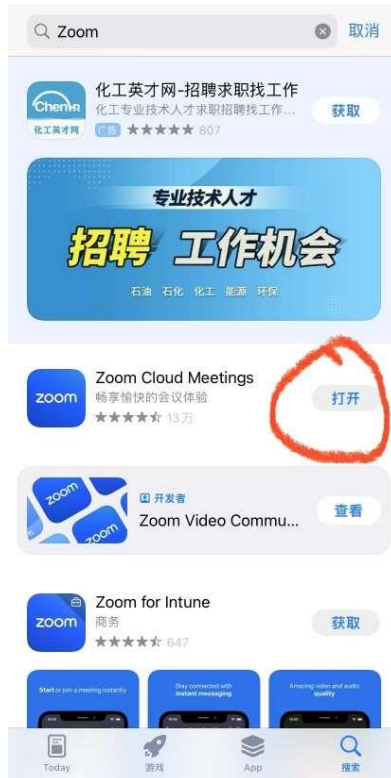 Zoom
取消
化工英才网-招聘求职找工作
化工专业技术人才求职招聘找工作...
ChenHR
化工英才网
广告 ★★★★★ 807
获取
专业技术人才
招聘 工作机会
石油 石化 化工 能源 环保
Zoom Cloud Meetings
zoom
畅享愉快的会议体验
13万
打开
zoom
zoom
开发者
Zoom Video Commu...
查看
Zoom for Intune
zoom
商务
647
获取
Start or join a meeting instantly
Stay connected with
instant messaging
Amazing video and audio
quality
Today
游戏
App
搜索